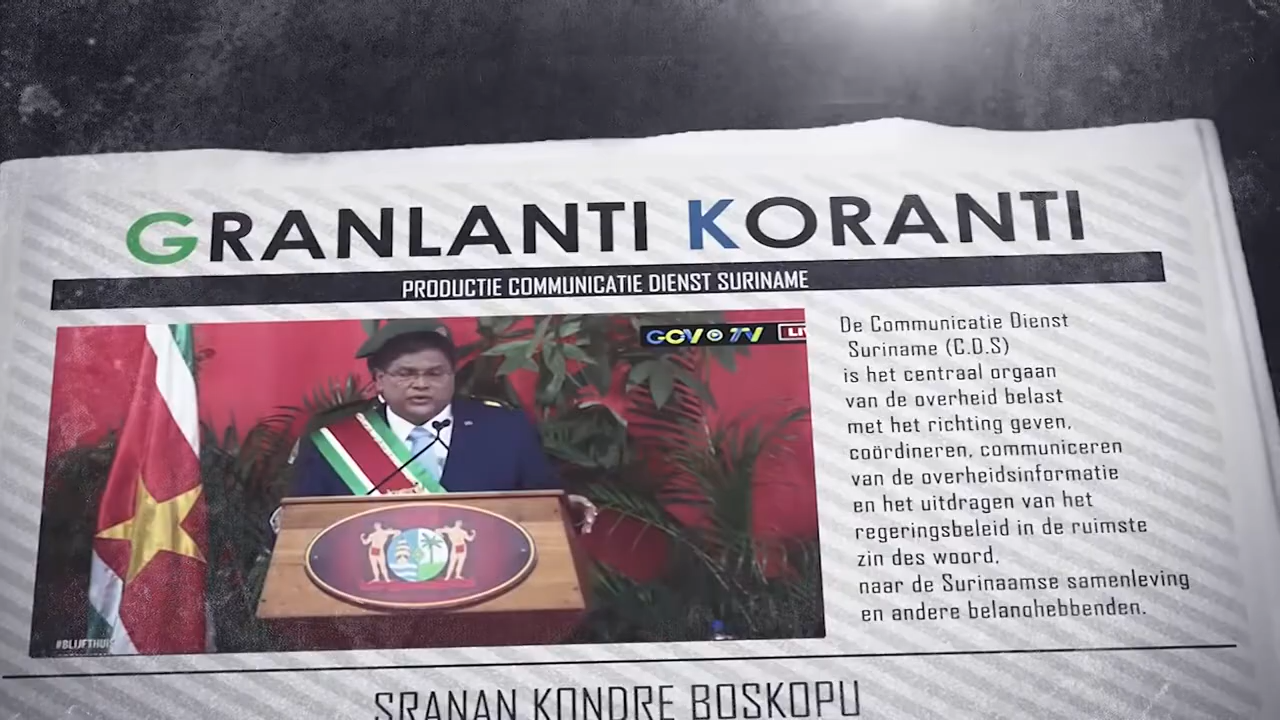 GRANLANTI KORANTI
PRODUCTIE COMMUNICATIE DIENST SURINAME
GOV TV LIV
#BLIJFTHUIS
De Communicatie Dienst
Suriname (C.D.S)
is het centraal orgaan
van de overheid belast
met het richting geven,
coördineren, communiceren
van de overheidsinformatie
en het uitdragen van het
regeringsbeleid in de ruimste
zin des woord,
naar de Surinaamse samenleving
en andere belanghebbenden.
SRANAN KONDRE BOSKOPU